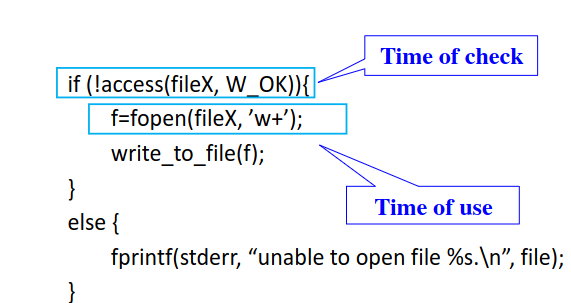 Time of check
if (!access(fileX, W_OK)){
f=fopen(fileX, ’w+’);
write_to_file(f);
}
Time of use
else {
fprintf(stderr, “unable to open file %s.\n”, file);
}